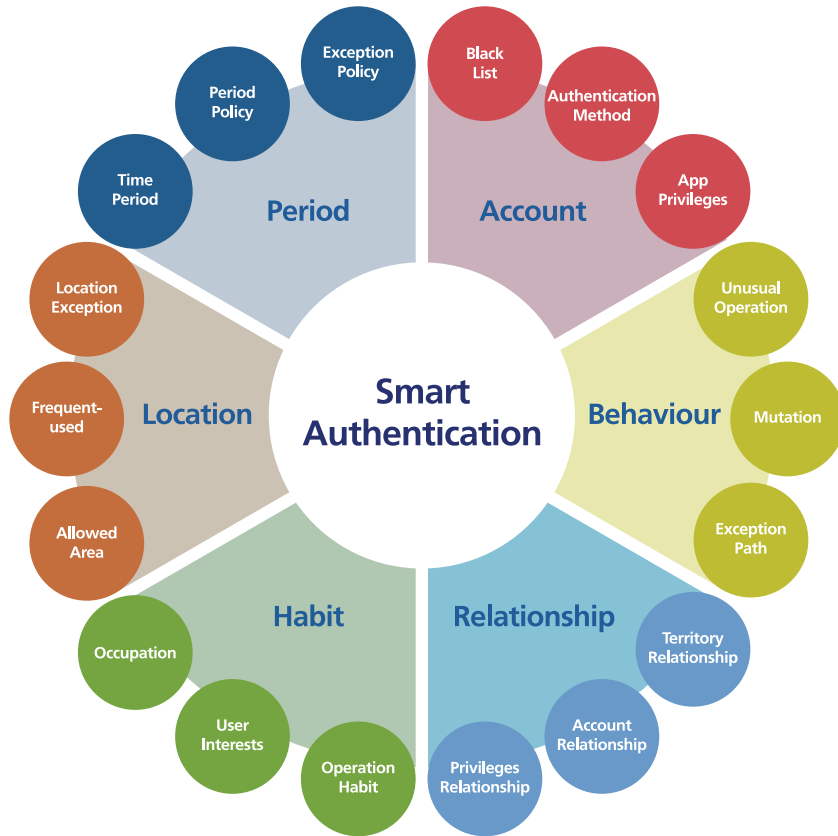 Smart
Authentication
Period
Exception
Policy
Period
Policy
Time
Period
Account
Black
List
Authentication
Method
App
Privileges
Behaviour
Unusual
Operation
Mutation
Exception
Path
Relationship
Territory
Relationship
Account
Relationship
Privileges
Relationship
Habit
Operation
Habit
User
Interests
Occupation
Location
Allowed
Area
Frequent-
used
Location
Exception